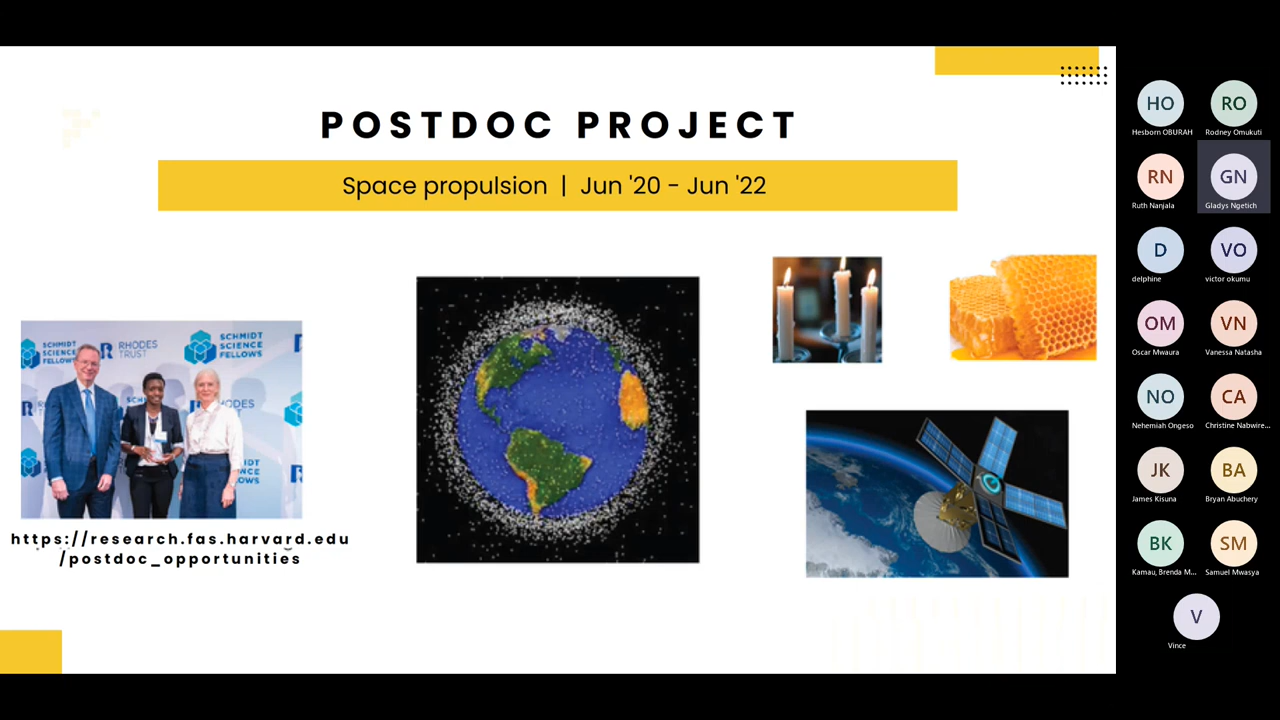 POSTDOC PROJECT
Space propulsion | Jun '20 - Jun '22
SCHMIDT
SCIENCE
FELLOWS
RHODES
TRUST
SCHMIDT
SCIENCE
FELLOWS
https://research.fas.harvard.edu
/postdoc_opportunities
HO
Hesborn OBURAH
RO
Rodney Omukuti
RN
Ruth Nanjala
GN
Gladys Ngetich
D
delphine
VO
victor okumu
OM
Oscar Mwaura
VN
Vanessa Natasha
NO
Nehemiah Ongeso
CA
Christine Nabwire...
JK
James Kisuna
BA
Bryan Abuchery
BK
Kamau, Brenda M...
SM
Samuel Mwasya
V
Vince